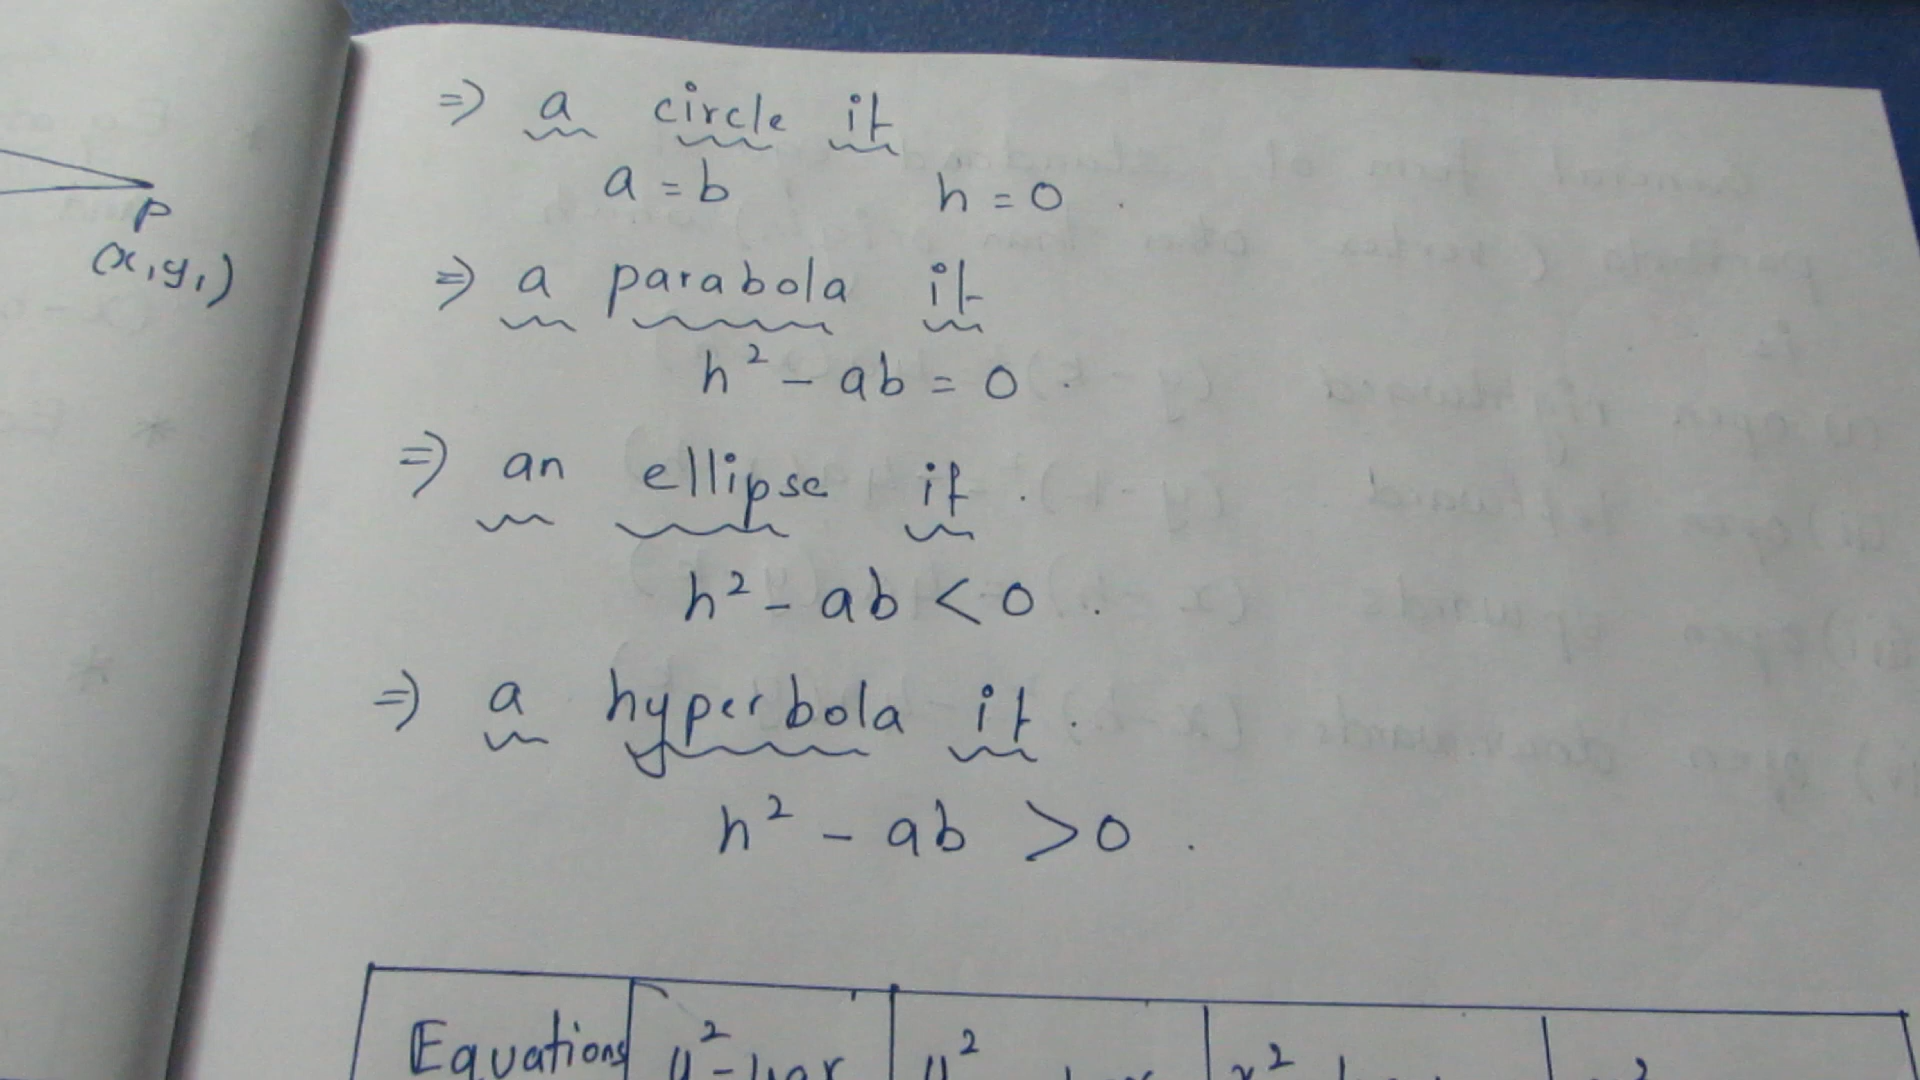 P
(x₁y₁)
⇒ a circle if
a = b h = 0 .
⇒ a parabola if
h² - ab = 0 .
⇒ an ellipse if .
h² - ab < 0 .
⇒ a hyperbola if .
h² - ab > 0 .
Equations